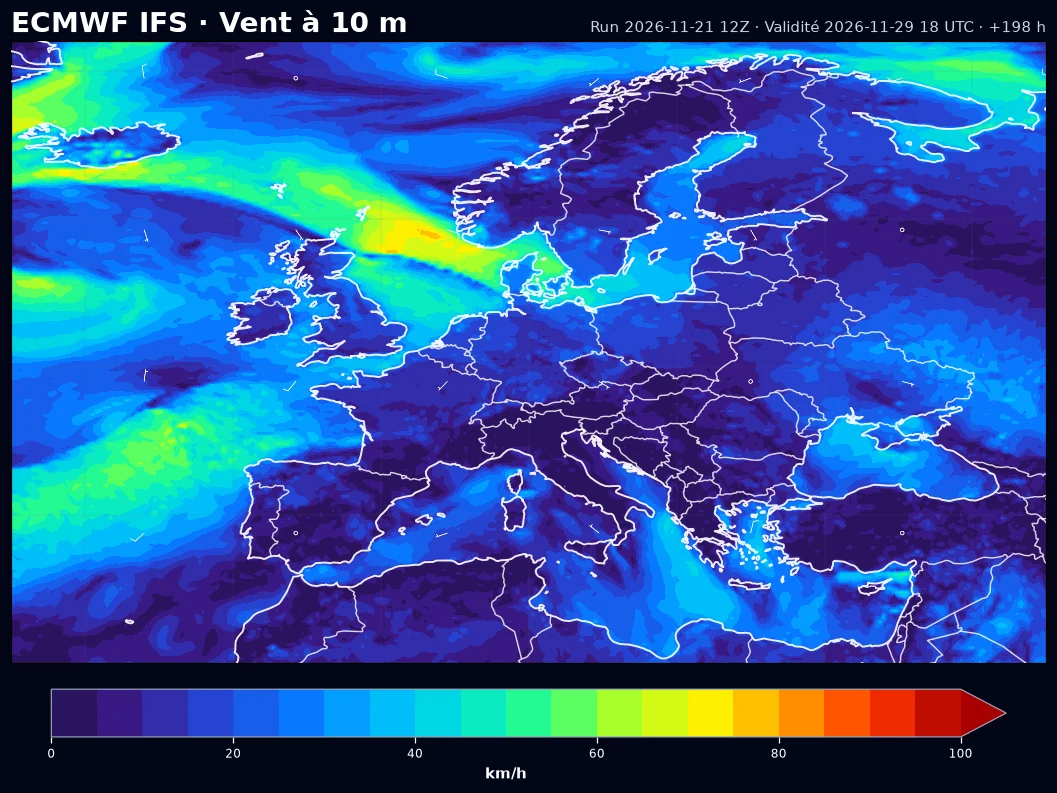 ECMWF IFS · Vent à 10 m
Run 2026-11-21 12Z · Validité 2026-11-29 18 UTC · +198 h
0 20 40 60 80 100
km/h